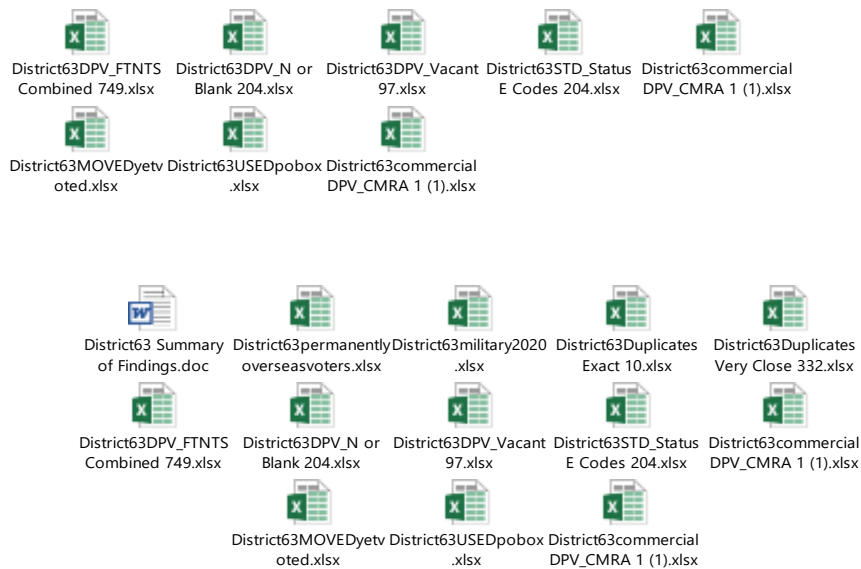 District63DPV_FTNTS District63DPV_N or District63DPV_Vacant District63STD_Status District63commercial
Combined 749.xlsx Blank 204.xlsx 97.xlsx E Codes 204.xlsx DPV_CMRA 1 (1).xlsx
District63MOVEDyetv District63USEDpobox District63commercial
oted.xlsx .xlsx DPV_CMRA 1 (1).xlsx
District63 Summary District63permanently District63military2020 District63Duplicates District63Duplicates
of Findings.doc overseasvoters.xlsx .xlsx Exact 10.xlsx Very Close 332.xlsx
District63DPV_FTNTS District63DPV_N or District63DPV_Vacant District63STD_Status District63commercial
Combined 749.xlsx Blank 204.xlsx 97.xlsx E Codes 204.xlsx DPV_CMRA 1 (1).xlsx
District63MOVEDyetv District63USEDpobox District63commercial
oted.xlsx .xlsx DPV_CMRA 1 (1).xlsx